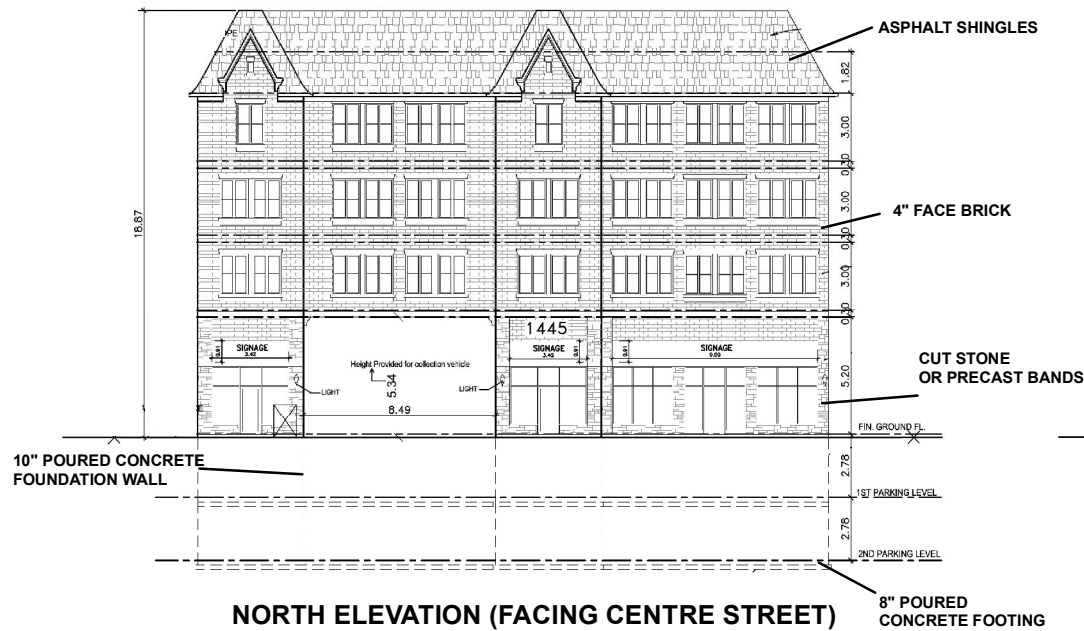 ASPHALT SHINGLES
1.82
3.00
0.30
3.00
4" FACE BRICK
18.87
0.30
3.00
0.30
1445
SIGNAGE
3.42
0.91
SIGNAGE
3.42
0.91
0.91
SIGNAGE
9.09
Height Provided for collection vehicle
5.34
LIGHT
LIGHT
8.49
5.20
CUT STONE
OR PRECAST BANDS
FIN. GROUND FL.
10" POURED CONCRETE
FOUNDATION WALL
2.78
1ST PARKING LEVEL
2.78
2ND PARKING LEVEL
8" POURED
CONCRETE FOOTING
NORTH ELEVATION (FACING CENTRE STREET)